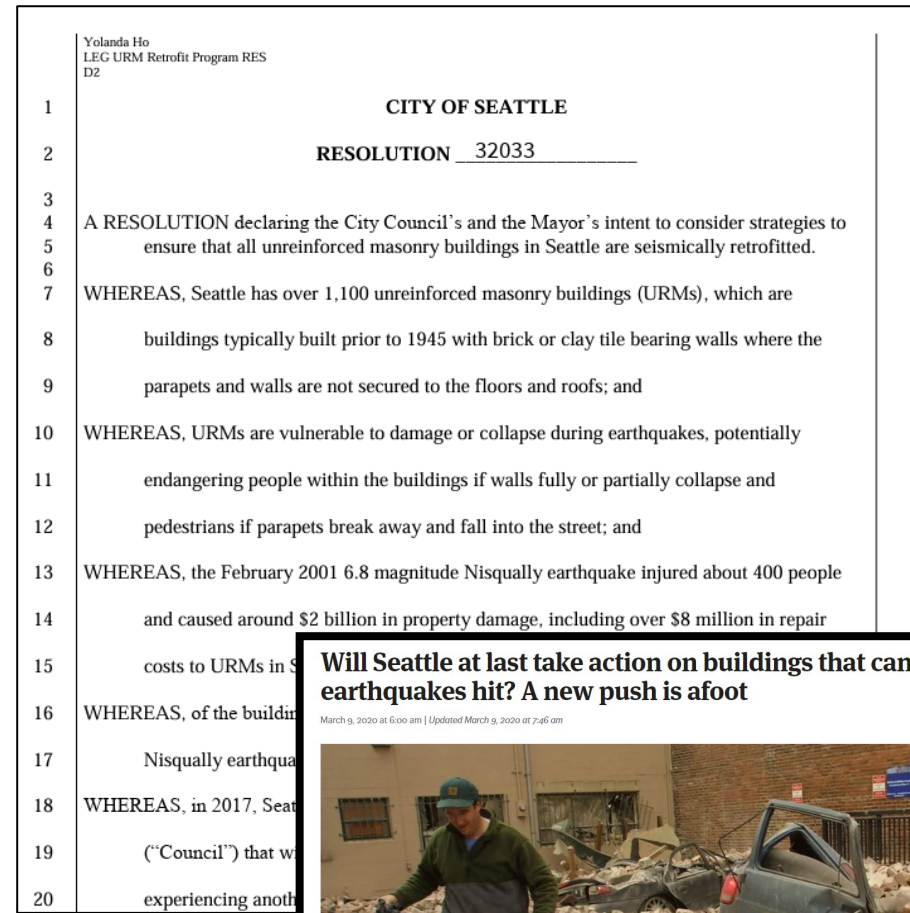 Yolanda Ho
LEG URM Retrofit Program RES
D2
1 CITY OF SEATTLE
2 RESOLUTION 32033
3
4 A RESOLUTION declaring the City Council's and the Mayor's intent to consider strategies to
5 ensure that all unreinforced masonry buildings in Seattle are seismically retrofitted.
6
7 WHEREAS, Seattle has over 1,100 unreinforced masonry buildings (URMs), which are
8 buildings typically built prior to 1945 with brick or clay tile bearing walls where the
9 parapets and walls are not secured to the floors and roofs; and
10 WHEREAS, URMs are vulnerable to damage or collapse during earthquakes, potentially
11 endangering people within the buildings if walls fully or partially collapse and
12 pedestrians if parapets break away and fall into the street; and
13 WHEREAS, the February 2001 6.8 magnitude Nisqually earthquake injured about 400 people
14 and caused around $2 billion in property damage, including over $8 million in repair
15 costs to URMs in
16 WHEREAS, of the
17 Nisqually
18 WHEREAS, in 2017,
19 ("Council") that
20 experiencing
Will Seattle at last take action on buildings that can
earthquakes hit? A new push is afoot
March 9, 2020 at 6:00 am | Updated March 9, 2020 at 7:46 am